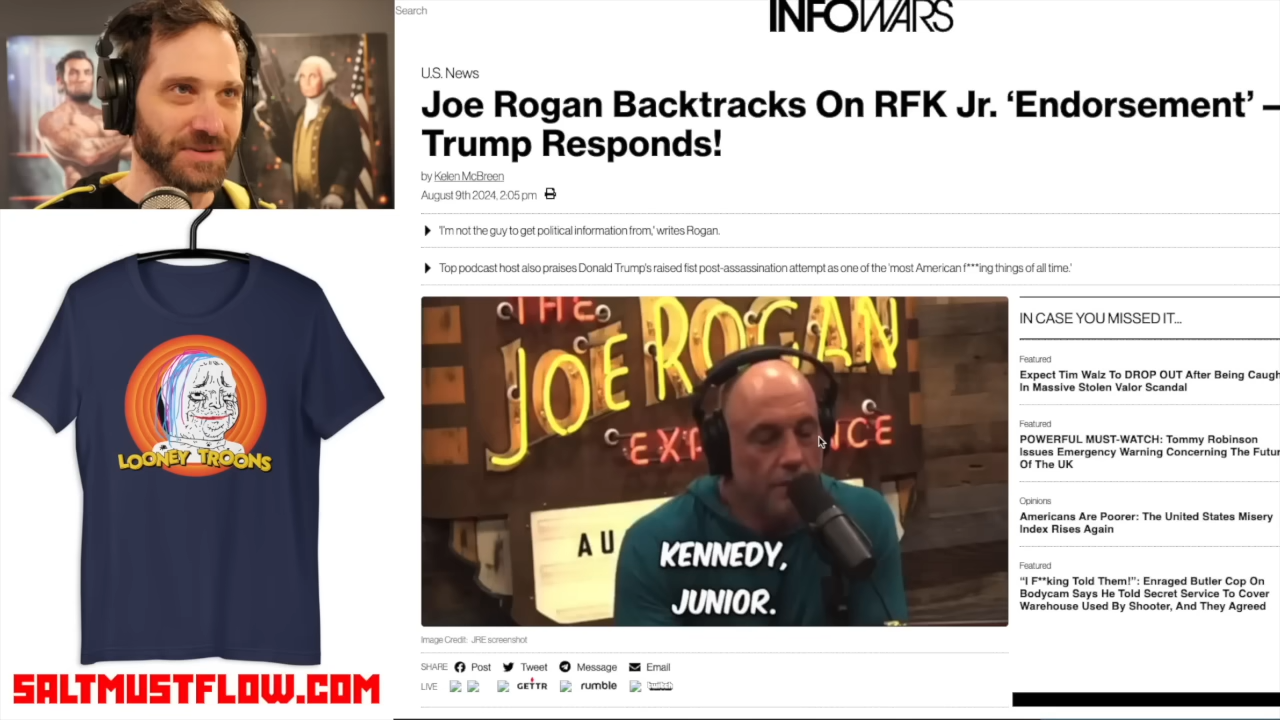 Search
INFOWARS
U.S. News
Joe Rogan Backtracks On RFK Jr. ‘Endorsement’ –
Trump Responds!
by Kelen McBreen
August 9th 2024, 2:05 pm
'I'm not the guy to get political information from,' writes Rogan.
Top podcast host also praises Donald Trump's raised fist post-assassination attempt as one of the 'most American f***ing things of all time.'
THE
JOE ROGAN
AU
KENNEDY,
JUNIOR.
Image Credit: JRE screenshot
SHARE Post Tweet Message Email
LIVE GETTR rumble twitch
IN CASE YOU MISSED IT...
Featured
Expect Tim Walz To DROP OUT After Being Caugh
In Massive Stolen Valor Scandal
Featured
POWERFUL MUST-WATCH: Tommy Robinson
Issues Emergency Warning Concerning The Futur
Of The UK
Opinions
Americans Are Poorer: The United States Misery
Index Rises Again
Featured
“I F**king Told Them!”: Enraged Butler Cop On
Bodycam Says He Told Secret Service To Cover
Warehouse Used By Shooter, And They Agreed
LOONEY TROONS
SALTMUSTFLOW.COM